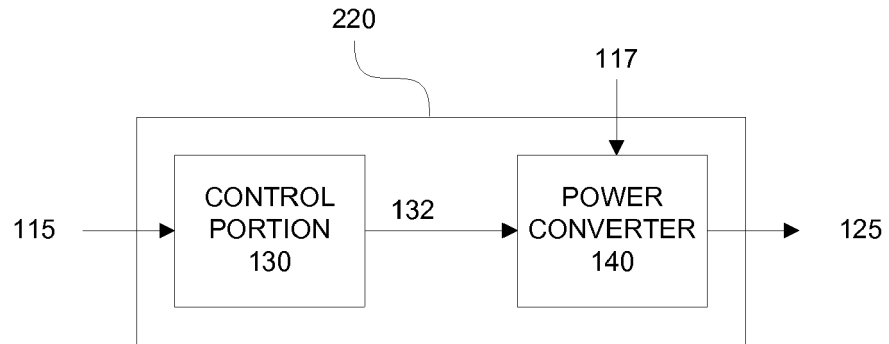 220
117
CONTROL
PORTION
130
132
POWER
CONVERTER
140
115
125